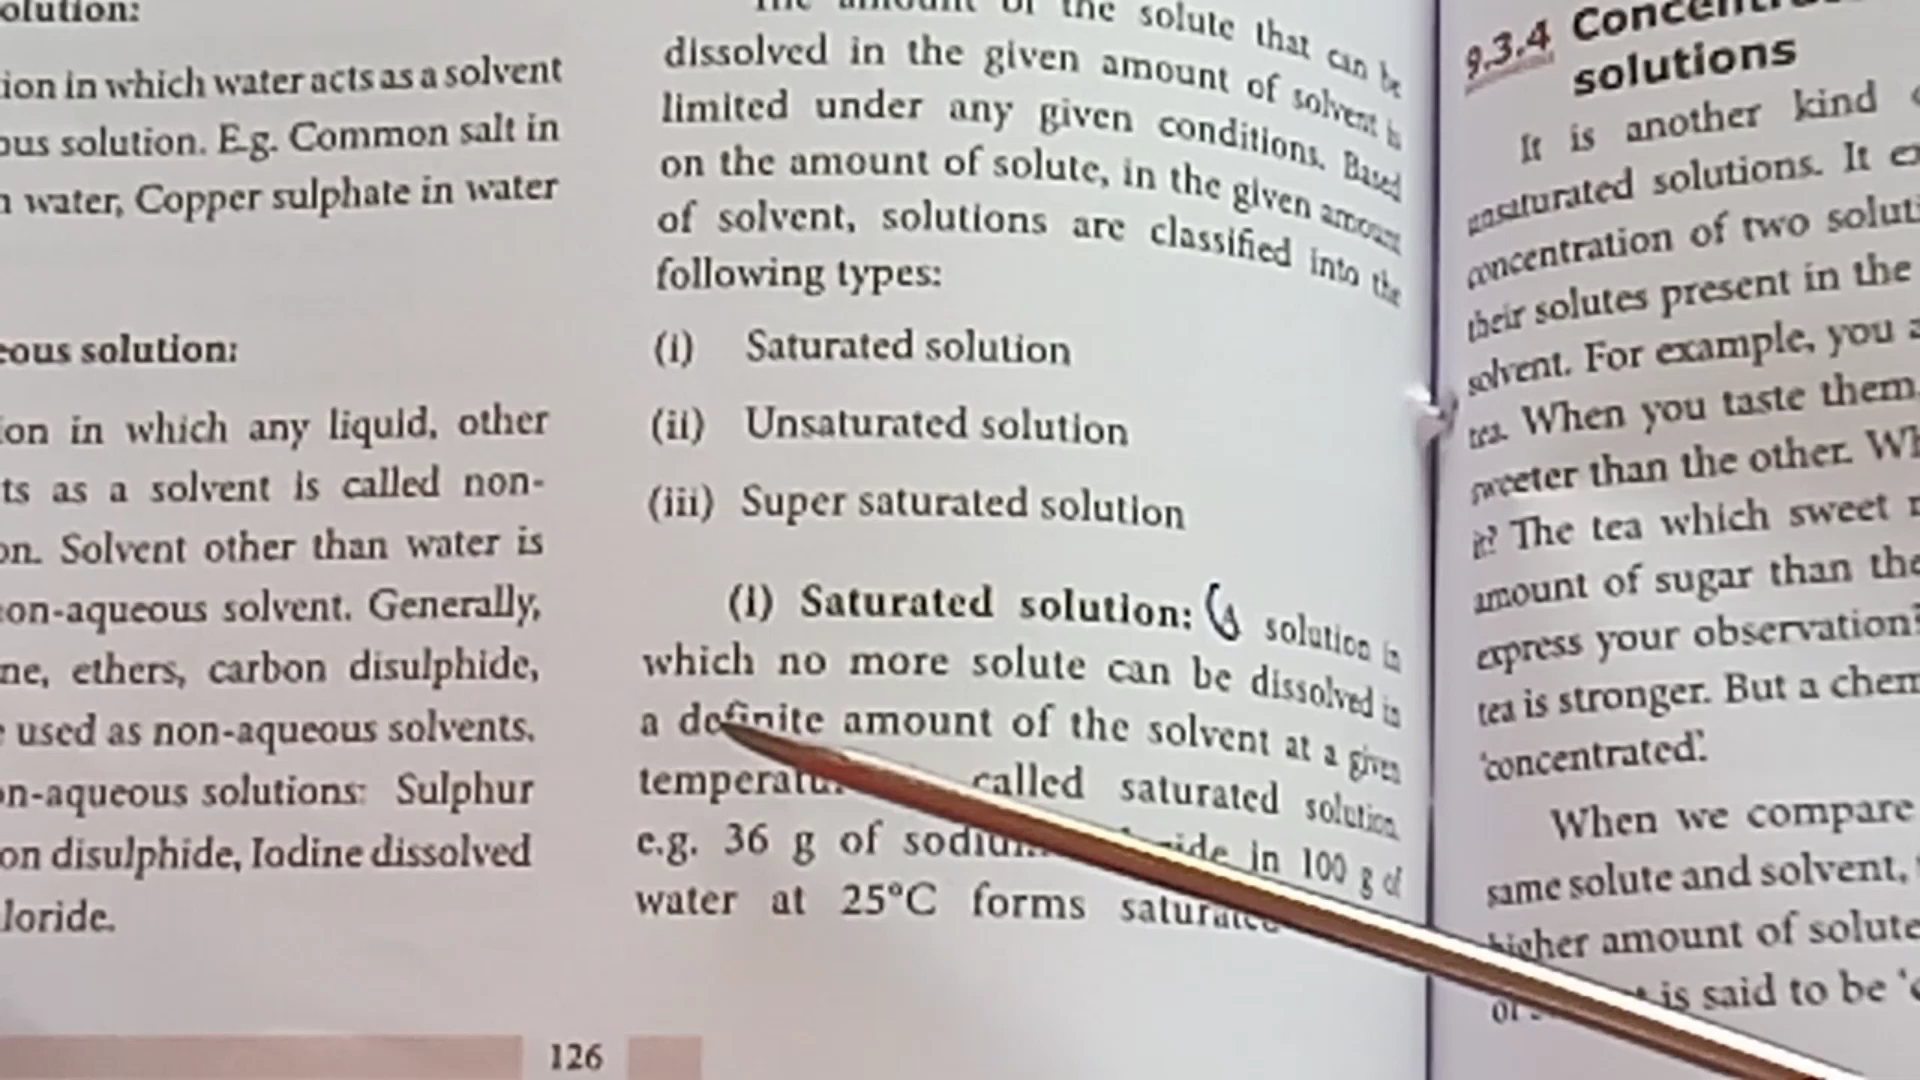 olution:
ion in which water acts as a solvent
ous solution. E.g. Common salt in
water, Copper sulphate in water
eous solution:
ion in which any liquid, other
ts as a solvent is called non-
on. Solvent other than water is
on-aqueous solvent. Generally,
ne, ethers, carbon disulphide,
used as non-aqueous solvents.
on-aqueous solutions: Sulphur
on disulphide, Iodine dissolved
loride.
the solute that can be
dissolved in the given amount of solvent is
limited under any given conditions. Based
on the amount of solute, in the given amount
of solvent, solutions are classified into the
following types:
(i) Saturated solution
(ii) Unsaturated solution
(iii) Super saturated solution
(i) Saturated solution: solution in
which no more solute can be dissolved in
a definite amount of the solvent at a given
called saturated solution
e.g. 36 g of in 100 g of
water at 25°C forms
126
9.3.4
solutions
It is another kind
unsaturated solutions. It
concentration of two
their solutes present in the
solvent. For example, you
tea. When you taste them
sweeter than the other.
it? The tea which sweet
amount of sugar than
express your observation?
tea is stronger. But a
'concentrated'.
When we compare
same solute and solvent,
higher amount of solute
is said to be